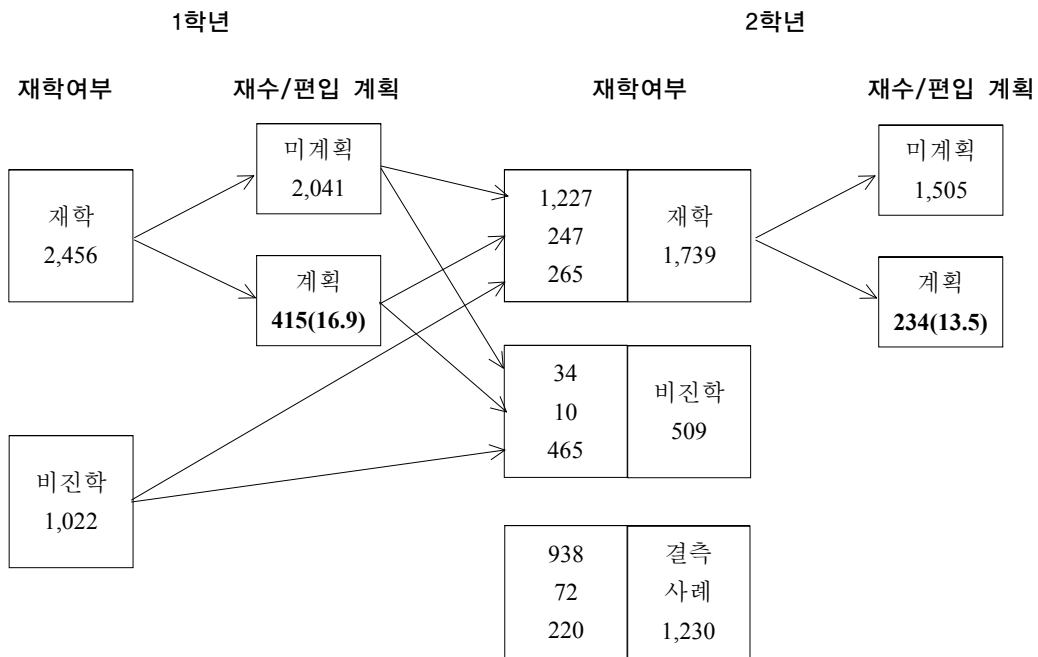 1학년
2학년
재학여부
재수/편입 계획
재학여부
재수/편입 계획
재학
2,456
미계획
2,041
계획
415(16.9)
비진학
1,022
1,227
247
265
재학
1,739
34
10
465
비진학
509
938
72
220
결측
사례
1,230
미계획
1,505
계획
234(13.5)